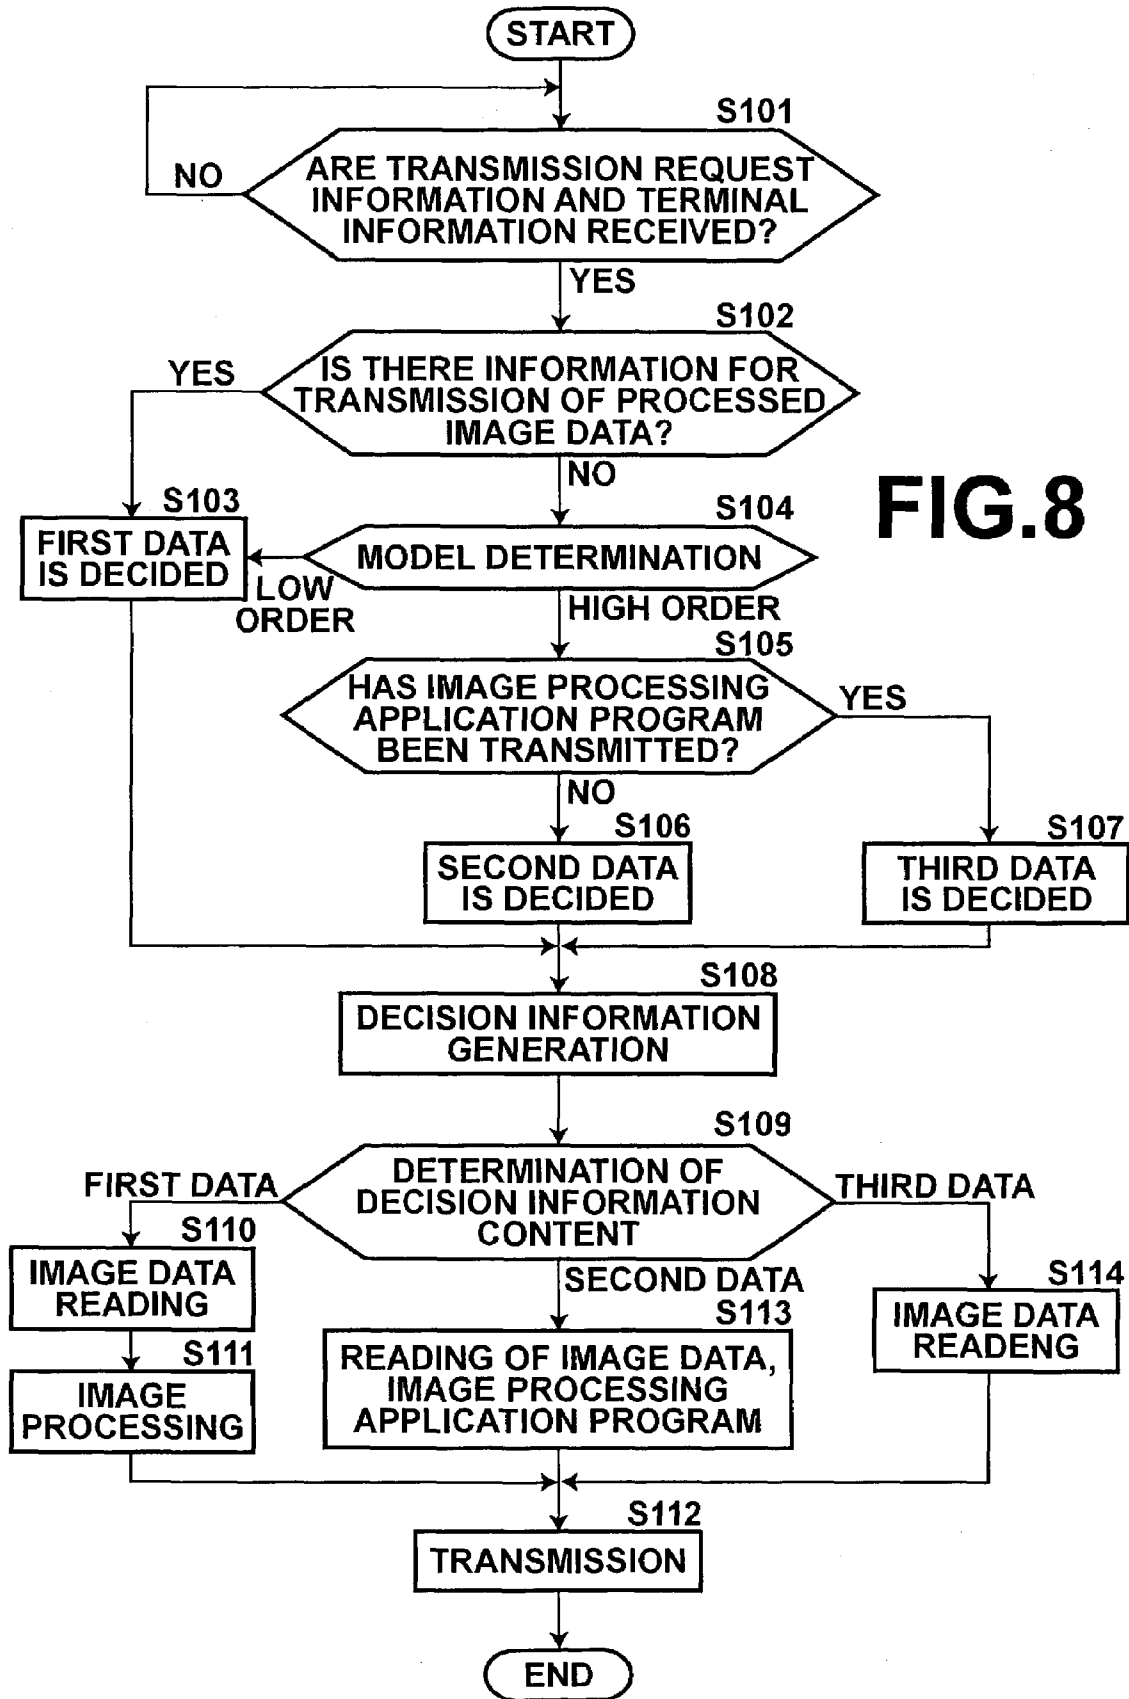 START
S101
ARE TRANSMISSION REQUEST
INFORMATION AND TERMINAL
INFORMATION RECEIVED?
NO
YES
S102
IS THERE INFORMATION FOR
TRANSMISSION OF PROCESSED
IMAGE DATA?
YES
NO
FIG.8
S103
FIRST DATA
IS DECIDED
S104
MODEL DETERMINATION
LOW
ORDER
HIGH ORDER
S105
HAS IMAGE PROCESSING
APPLICATION PROGRAM
BEEN TRANSMITTED?
YES
NO
S106
SECOND DATA
IS DECIDED
S107
THIRD DATA
IS DECIDED
S108
DECISION INFORMATION
GENERATION
S109
DETERMINATION OF
DECISION INFORMATION
CONTENT
FIRST DATA
THIRD DATA
SECOND DATA
S110
IMAGE DATA
READING
S111
IMAGE
PROCESSING
S113
READING OF IMAGE DATA,
IMAGE PROCESSING
APPLICATION PROGRAM
S114
IMAGE DATA
READENG
S112
TRANSMISSION
END